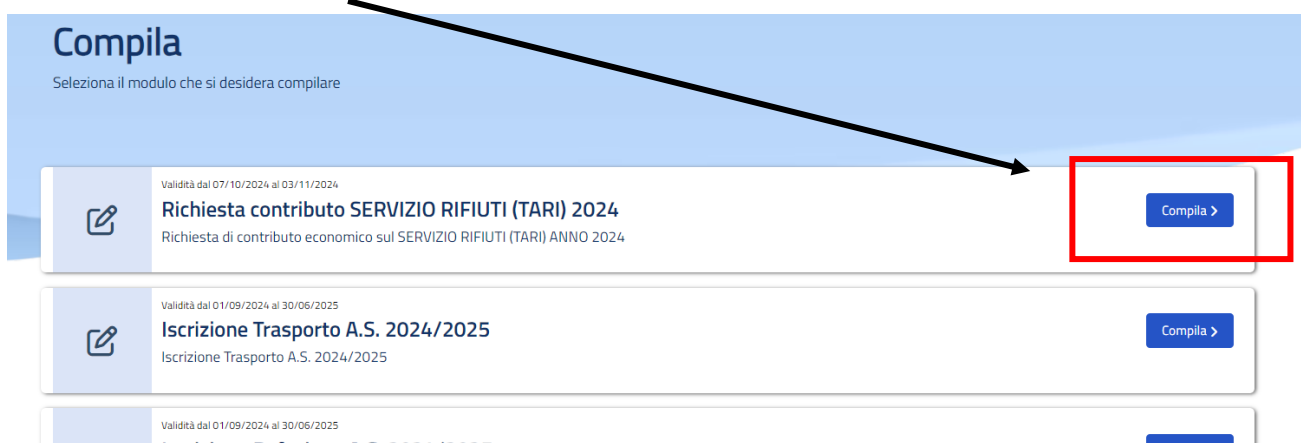 Compila
Seleziona il modulo che si desidera compilare
Validità dal 07/10/2024 al 03/11/2024
Richiesta contributo SERVIZIO RIFIUTI (TARI) 2024
Richiesta di contributo economico sul SERVIZIO RIFIUTI (TARI) ANNO 2024
Compila >
Validità dal 01/09/2024 al 30/06/2025
Iscrizione Trasporto A.S. 2024/2025
Iscrizione Trasporto A.S. 2024/2025
Compila >
Validità dal 01/09/2024 al 30/06/2025